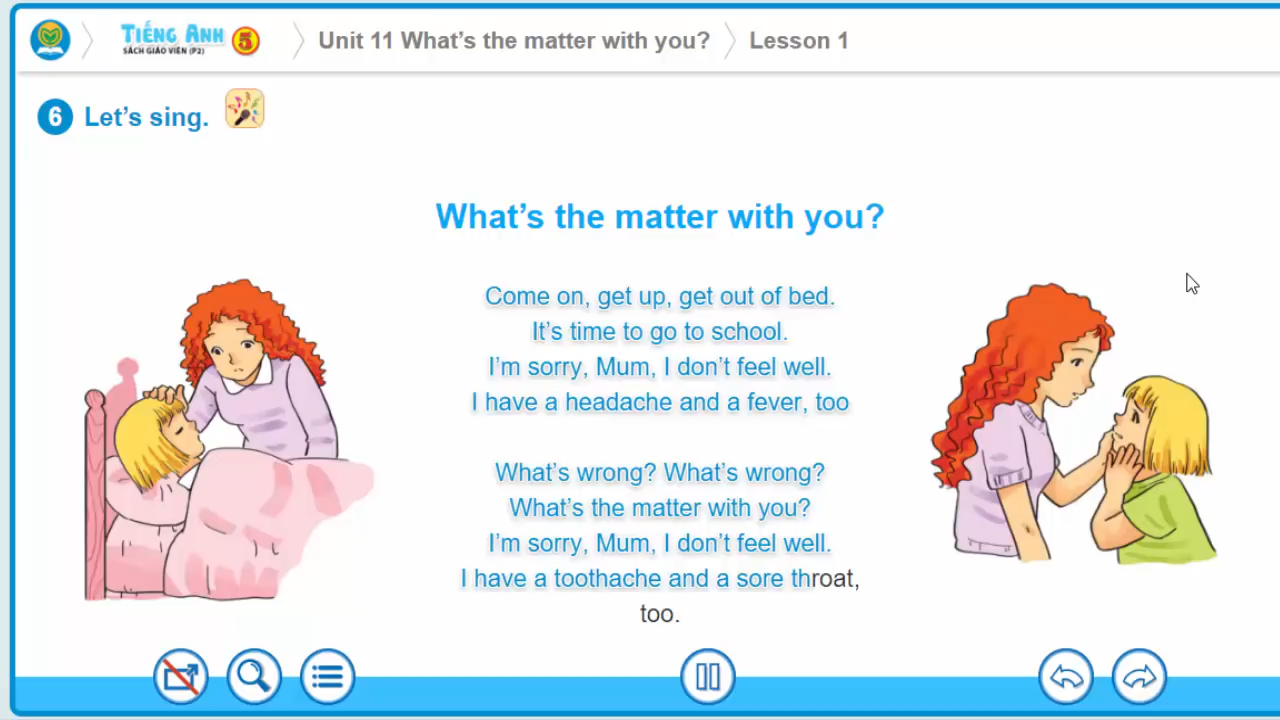 TIẾNG ANH 5
SÁCH GIÁO VIÊN (P2)
Unit 11 What's the matter with you?
Lesson 1
6 Let's sing.
What's the matter with you?
Come on, get up, get out of bed.
It's time to go to school.
I'm sorry, Mum, I don't feel well.
I have a headache and a fever, too
What's wrong? What's wrong?
What's the matter with you?
I'm sorry, Mum, I don't feel well.
I have a toothache and a sore throat,
too.